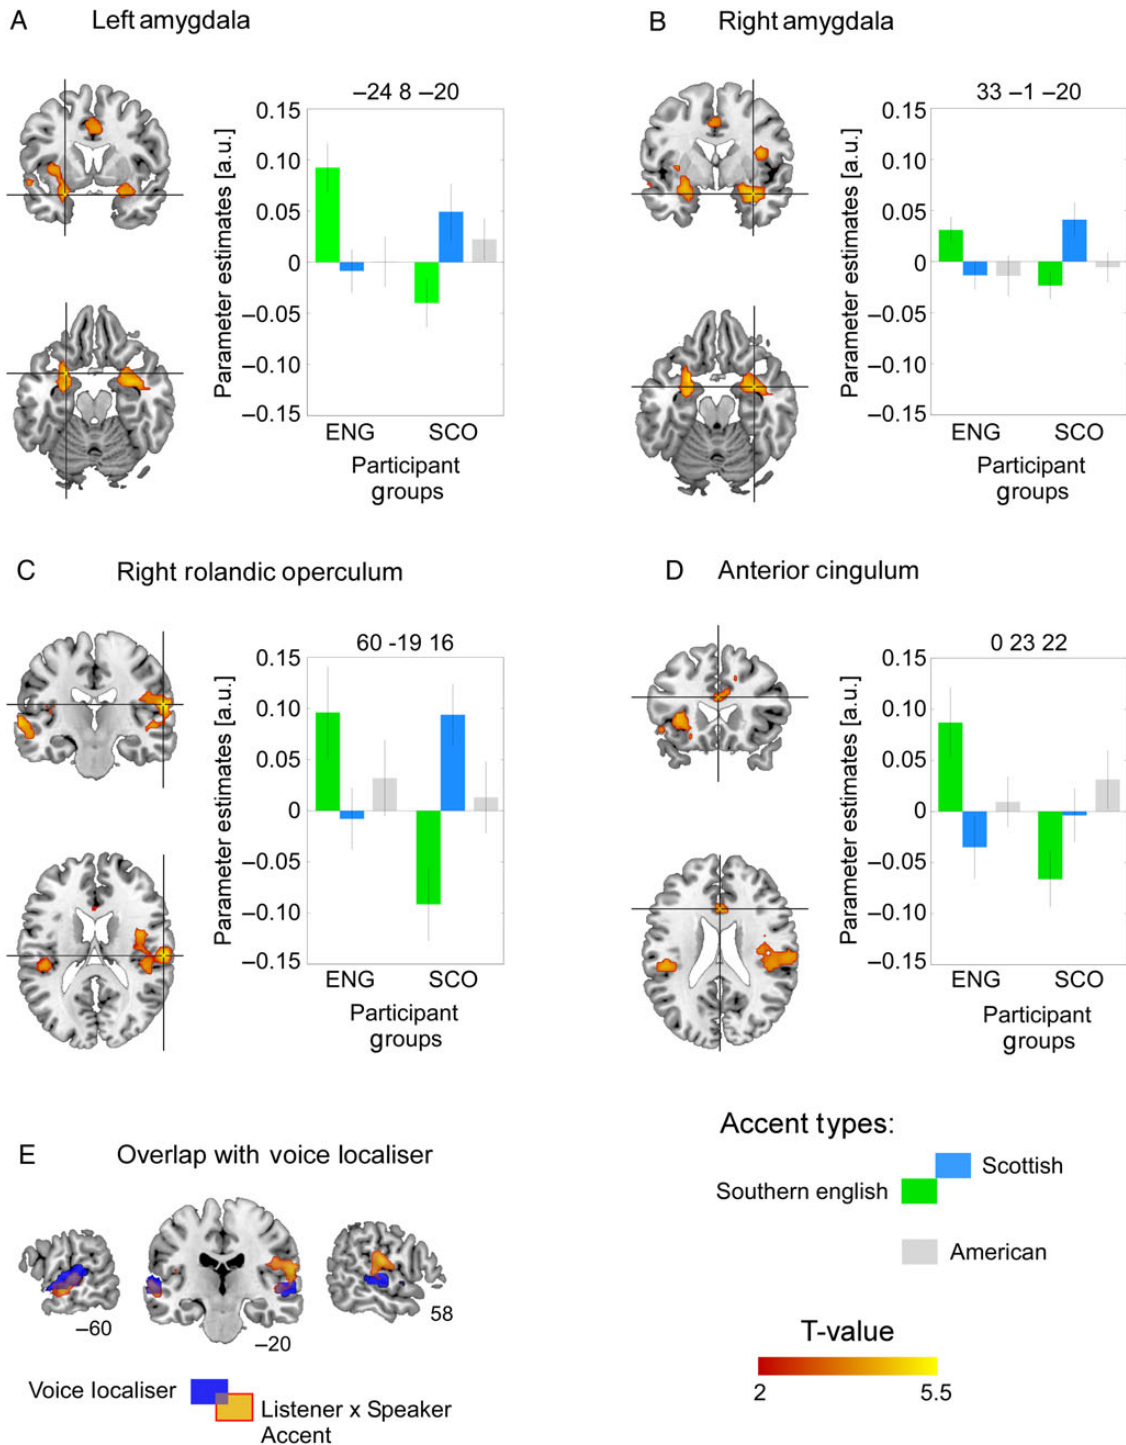 A Left amygdala
B Right amygdala
–24 8 –20
0.15
0.10
0.05
0
–0.05
–0.10
–0.15
Parameter estimates [a.u.]
ENG SCO
Participant
groups
33 –1 –20
0.15
0.10
0.05
0
–0.05
–0.10
–0.15
Parameter estimates [a.u.]
ENG SCO
Participant
groups
C Right rolandic operculum
D Anterior cingulum
60 -19 16
0.15
0.10
0.05
0
–0.05
–0.10
–0.15
Parameter estimates [a.u.]
ENG SCO
Participant
groups
0 23 22
0.15
0.10
0.05
0
–0.05
–0.10
–0.15
Parameter estimates [a.u.]
ENG SCO
Participant
groups
E Overlap with voice localiser
–60
–20
58
Voice localiser
Listener x Speaker
Accent
Accent types:
Scottish
Southern english
American
T-value
2 5.5